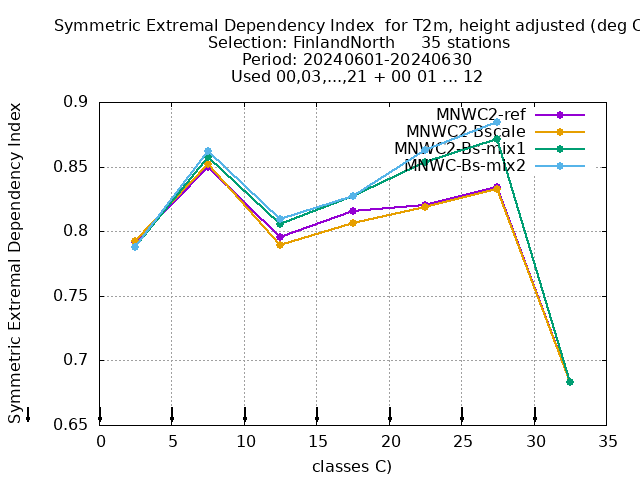 Symmetric Extremal Dependency Index for T2m, height adjusted (deg C
Selection: FinlandNorth 35 stations
Period: 20240601-20240630
Used 00,03,...,21 + 00 01 ... 12
Symmetric Extremal Dependency Index
0.9
0.85
0.8
0.75
0.7
0.65
MNWC2-ref
MNWC2-Bscale
MNWC2-Bs-mix1
MNWC-Bs-mix2
0 5 10 15 20 25 30 35
classes C)